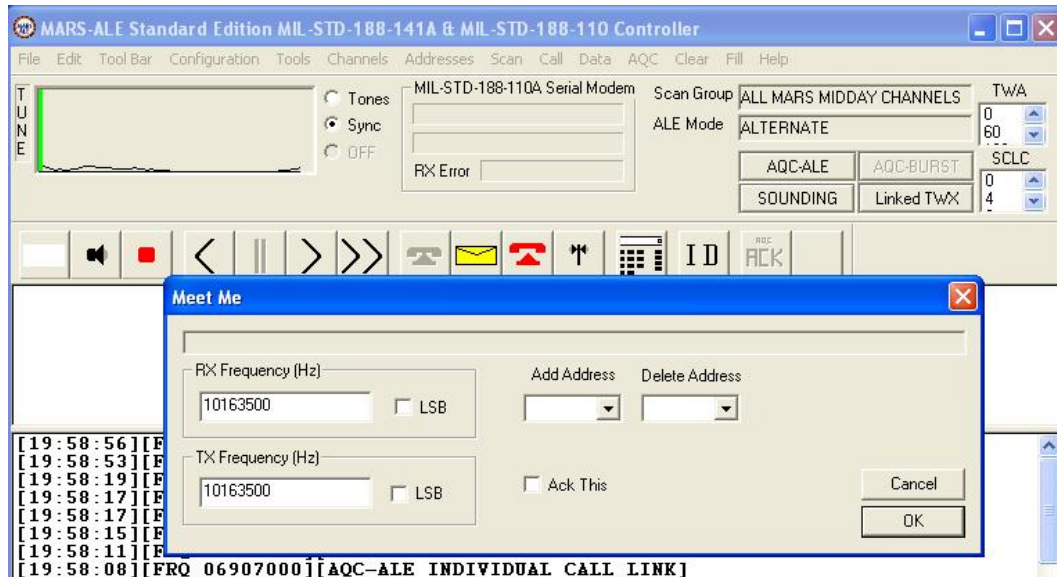 MARS-ALE Standard Edition MIL-STD-188-141A & MIL-STD-188-110 Controller
File Edit Tool Bar Configuration Tools Channels Addresses Scan Call Data AQC Clear Fill Help
TUNE
Tones
Sync
OFF
MIL-STD-188-110A Serial Modem
RX Error
Scan Group ALL MARS MIDDAY CHANNELS
ALE Mode ALTERNATE
AQC-ALE AQC-BURST
SOUNDING Linked TWX
TWA
0
60
SCLC
0
4
ID
AQC
ACK
Meet Me
RX Frequency (Hz)
10163500 LSB
Add Address Delete Address
TX Frequency (Hz)
10163500 LSB
Ack This
Cancel
OK
[19:58:56][F
[19:58:53][F
[19:58:19][F
[19:58:17][F
[19:58:17][F
[19:58:15][F
[19:58:11][F
[19:58:08][FRQ 06907000][AQC-ALE INDIVIDUAL CALL LINK]